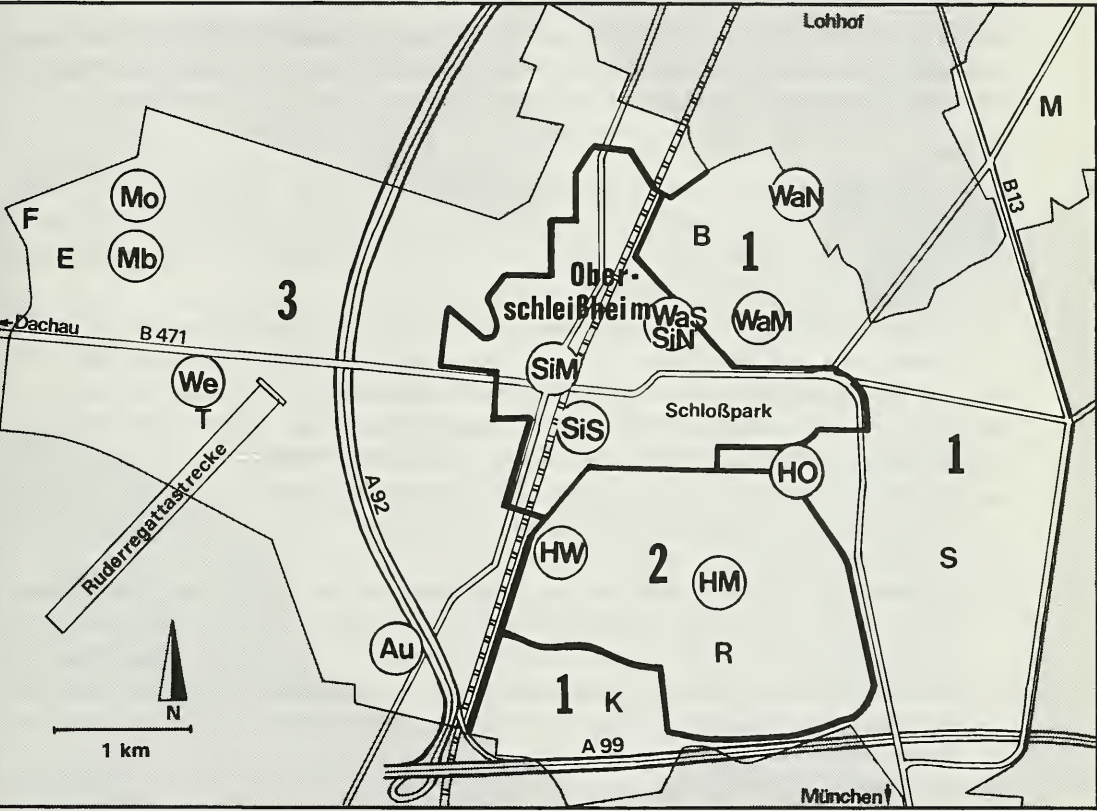 Lohhof
M
B13
Mo
WaN
F
B
1
E
Mb
3
Ober-
schleißheim
WaS
SiN
WaM
←Dachau
B 471
SiM
We
T
Schloßpark
SiS
1
HO
A 92
Ruderregattastrecke
HW
2
HM
S
Au
R
1
K
N
1 km
A 99
München